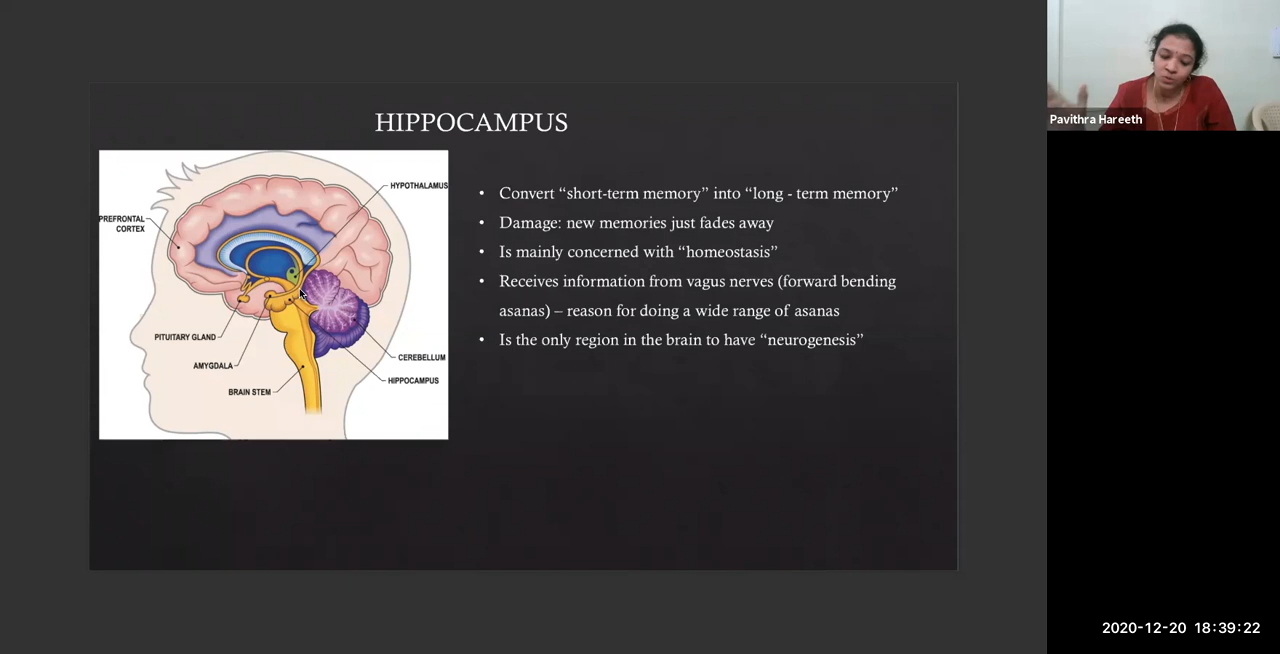 HIPPOCAMPUS
HYPOTHALAMUS
PREFRONTAL
CORTEX
PITUITARY GLAND
AMYGDALA
BRAIN STEM
CEREBELLUM
HIPPOCAMPUS
• Convert “short-term memory” into “long - term memory”
• Damage: new memories just fades away
• Is mainly concerned with “homeostasis”
• Receives information from vagus nerves (forward bending
asanas) – reason for doing a wide range of asanas
• Is the only region in the brain to have “neurogenesis”
Pavithra Hareeth
2020-12-20 18:39:22